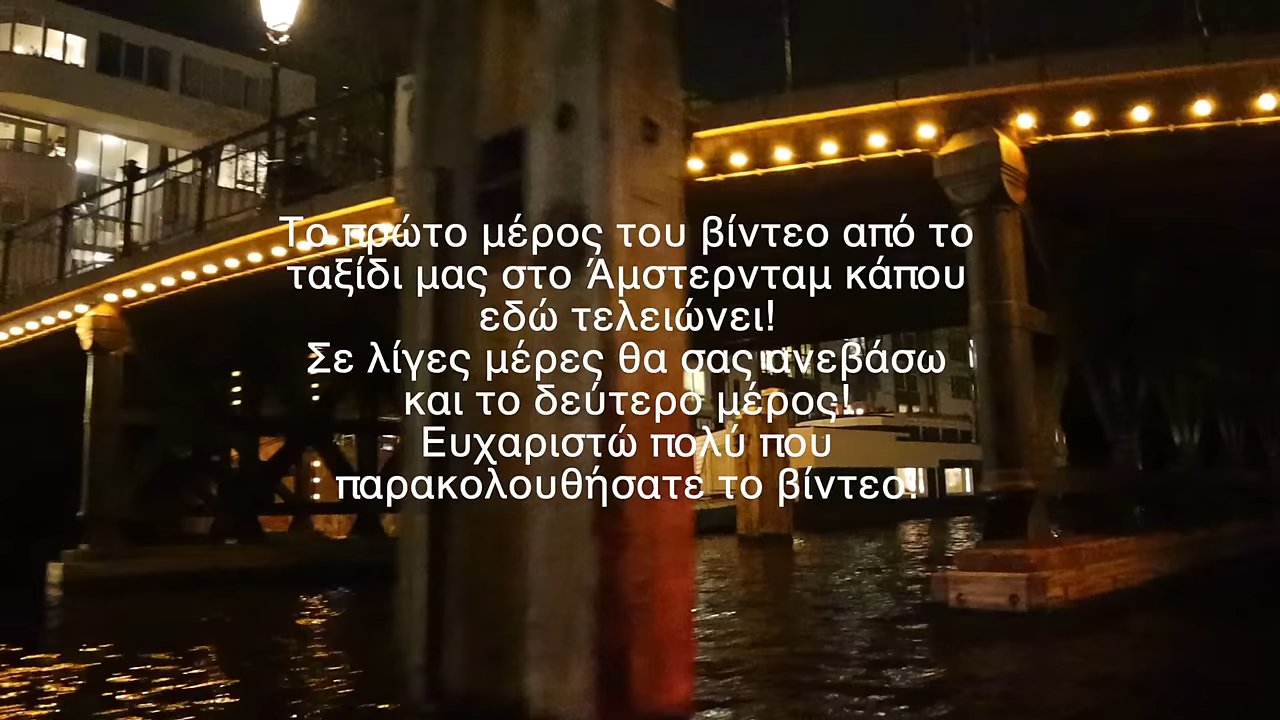 Το πρώτο μέρος του βίντεο από το
ταξίδι μας στο Άμστερνταμ κάπου
εδώ τελειώνει!
Σε λίγες μέρες θα σας ανεβάσω
και το δεύτερο μέρος!.
Ευχαριστώ πολύ που
παρακολουθήσατε το βίντεο!